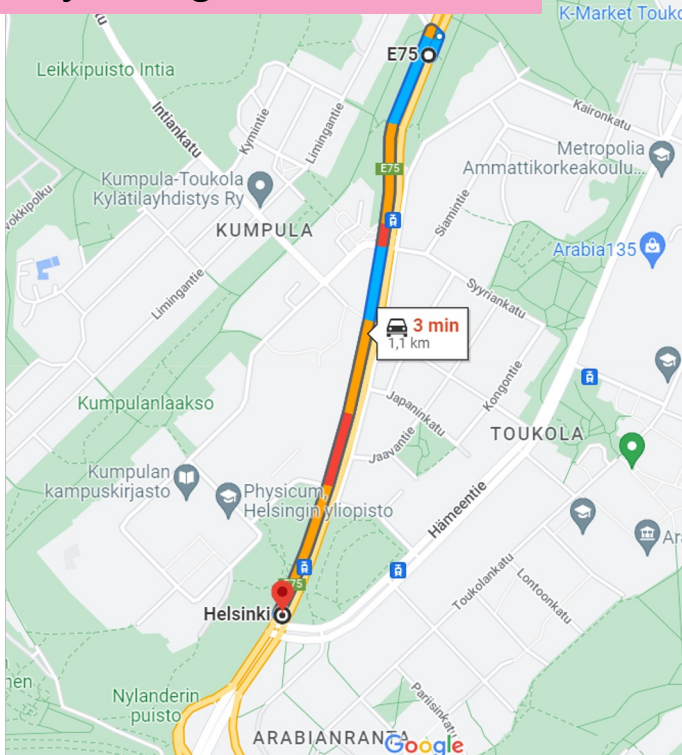 K-Market Touko
E75
Leikkipuisto Intia
Intiankatu
Kymintie
Limingantie
Kaironkatu
Metropolia
Ammattikorkeakoulu...
E75
Kumpula-Toukola
Kylätilayhdistys Ry
KUMPULA
Siamintie
Arabia135
Limingantie
Syyriankatu
3 min
1,1 km
Kongontie
Kumpulanlaakso
Japaninkatu
Jaavantie
TOUKOLA
Kumpulan
kampuskirjasto
Physicum,
Helsingin yliopisto
Hämeentie
Toukolankatu
Lontoonkatu
E75
Helsinki
Nylanderin
puisto
Pariisinkatu
ARABIANRANTA
Google